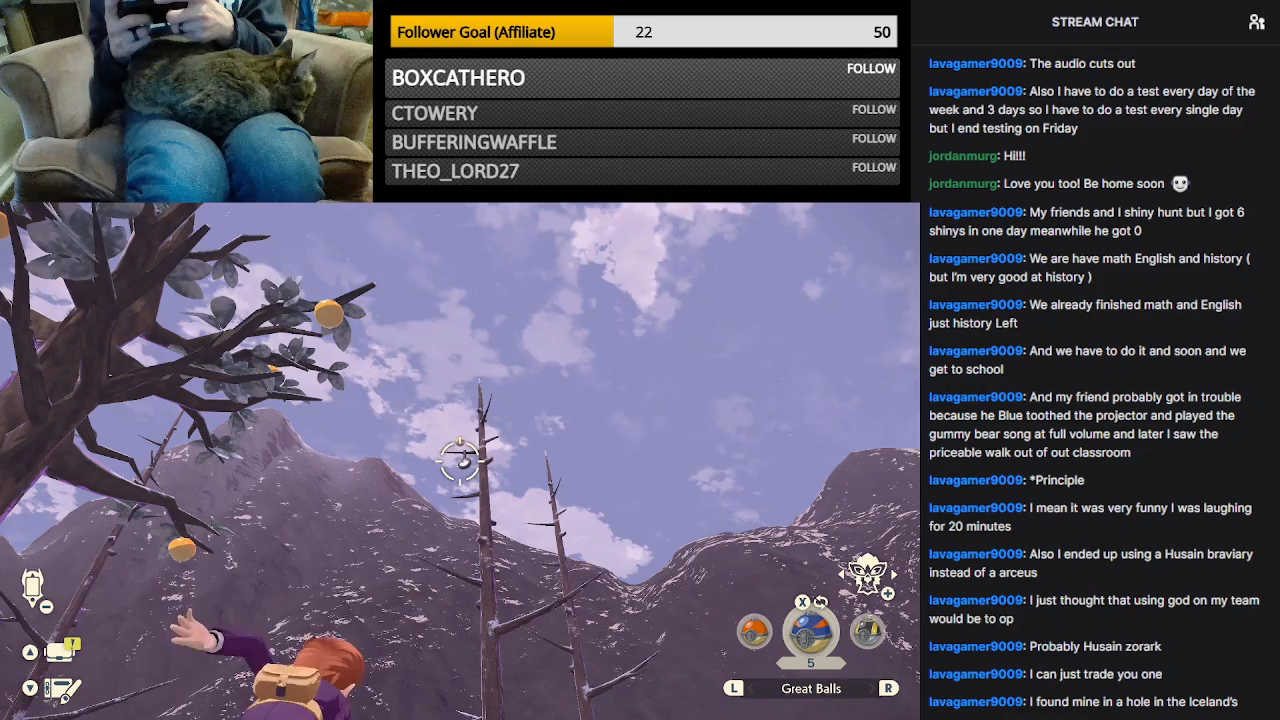 Follower Goal (Affiliate) 22 50
BOXCATHERO FOLLOW
CTOWERY FOLLOW
BUFFERINGWAFFLE FOLLOW
THEO_LORD27 FOLLOW
STREAM CHAT
lavagamer9009: The audio cuts out
lavagamer9009: Also I have to do a test every day of the
week and 3 days so I have to do a test every single day
but I end testing on Friday
jordanmurg: Hi!!!
jordanmurg: Love you too! Be home soon
lavagamer9009: My friends and I shiny hunt but I got 6
shinys in one day meanwhile he got 0
lavagamer9009: We are have math English and history (
but I'm very good at history )
lavagamer9009: We already finished math and English
just history Left
lavagamer9009: And we have to do it and soon and we
get to school
lavagamer9009: And my friend probably got in trouble
because he Blue toothed the projector and played the
gummy bear song at full volume and later I saw the
priceable walk out of out classroom
lavagamer9009: *Principle
lavagamer9009: I mean it was very funny I was laughing
for 20 minutes
lavagamer9009: Also I ended up using a Husain braviary
instead of a arceus
lavagamer9009: I just thought that using god on my team
would be to op
lavagamer9009: Probably Husain zorark
lavagamer9009: I can just trade you one
lavagamer9009: I found mine in a hole in the Iceland's
X
5
L Great Balls R